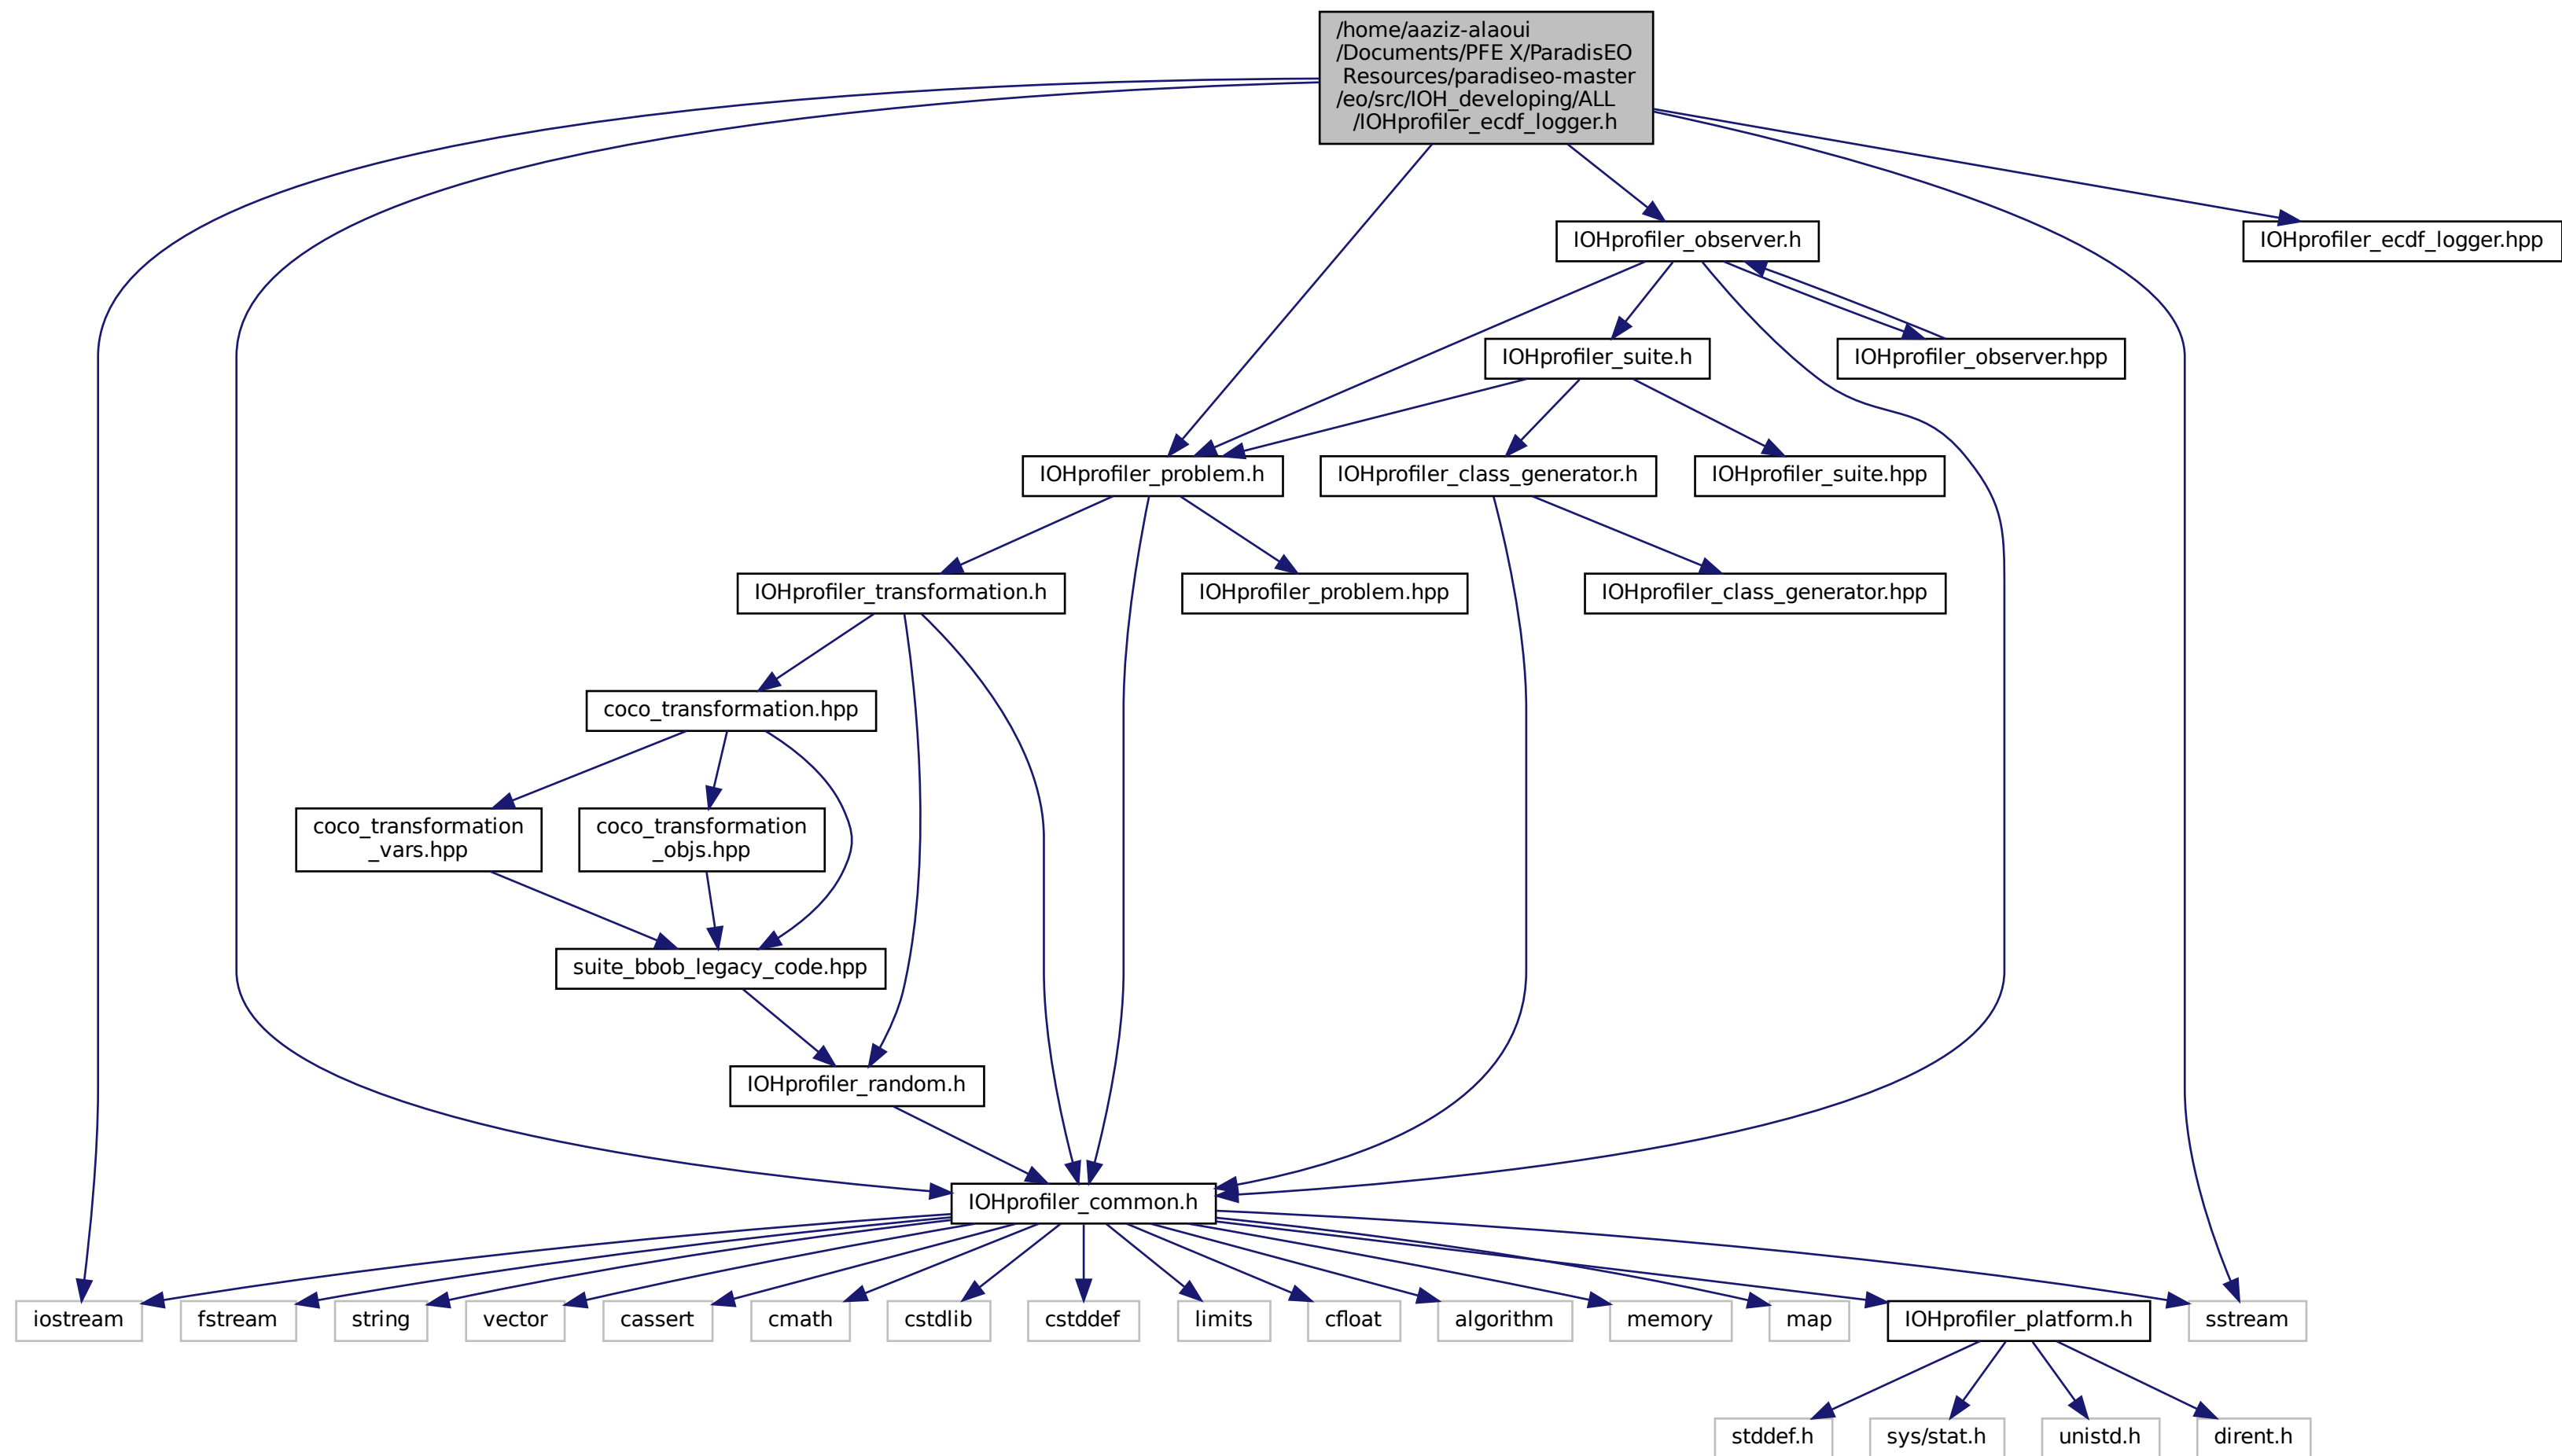 /home/aaziz-alaoui
/Documents/PFE X/ParadisEO
Resources/paradiseo-master
/eo/src/IOH_developing/ALL
/IOHprofiler_ecdf_logger.h
IOHprofiler_observer.h
IOHprofiler_ecdf_logger.hpp
IOHprofiler_suite.h
IOHprofiler_observer.hpp
IOHprofiler_problem.h
IOHprofiler_class_generator.h
IOHprofiler_suite.hpp
IOHprofiler_transformation.h
IOHprofiler_problem.hpp
IOHprofiler_class_generator.hpp
coco_transformation.hpp
coco_transformation
_vars.hpp
coco_transformation
_objs.hpp
suite_bbob_legacy_code.hpp
IOHprofiler_random.h
IOHprofiler_common.h
iostream
fstream
string
vector
cassert
cmath
cstdlib
cstddef
limits
cfloat
algorithm
memory
map
IOHprofiler_platform.h
sstream
stddef.h
sys/stat.h
unistd.h
dirent.h